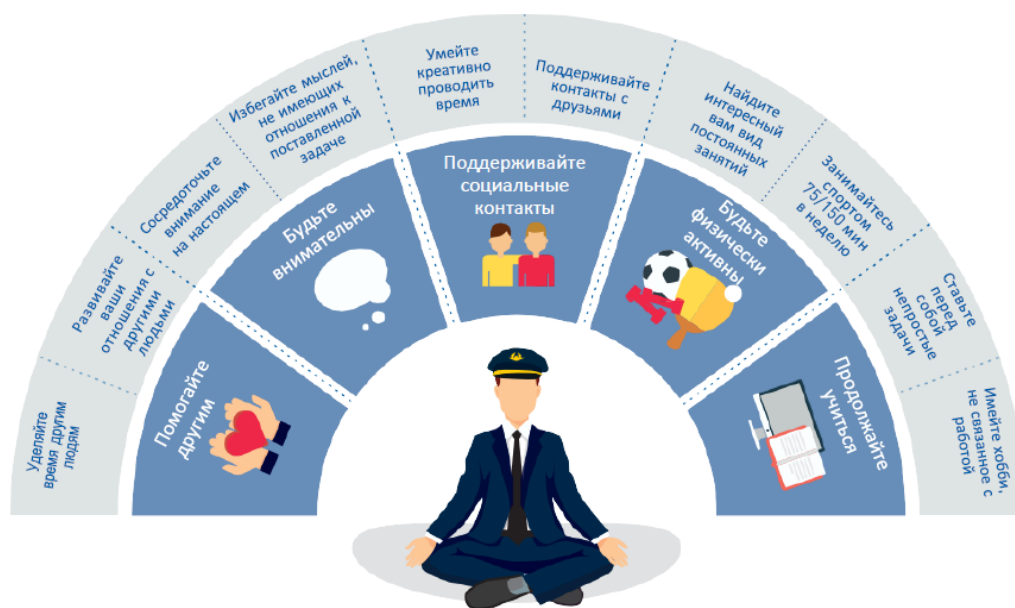 Уделяйте
время другим
людям
Развивайте
ваши
отношения с
другими
людьми
Сосредоточьте
внимание
на настоящем
Избегайте мыслей,
не имеющих
отношения к
поставленной
задаче
Умейте
креативно
проводить
время
Поддерживайте
контакты с
друзьями
Найдите
интересный
вам вид
постоянных
занятий
Занимайтесь
спортом
75/150 мин
в неделю
Ставьте
перед
собой
непростые
задачи
Имейте хобби,
не связанное с
работой
Помогайте
другим
Будьте
внимательны
Поддерживайте
социальные
контакты
Будьте
физически
активны
Продолжайте
учиться